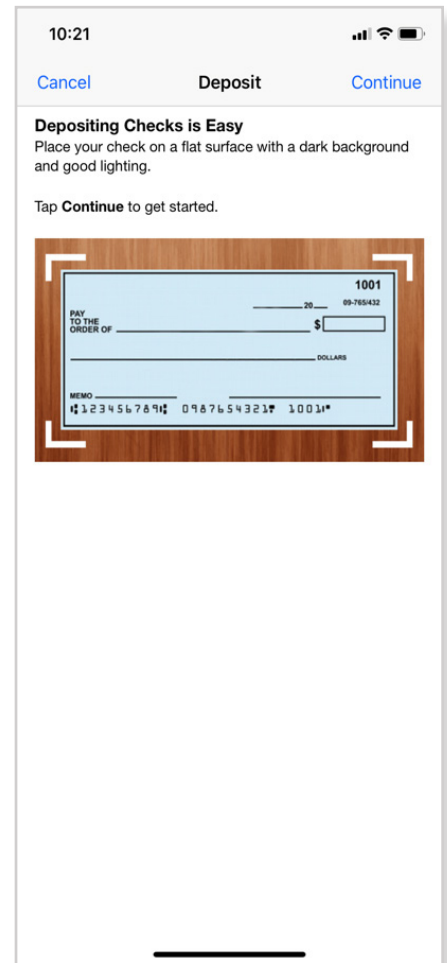 10:21
Cancel Deposit Continue
Depositing Checks is Easy
Place your check on a flat surface with a dark background
and good lighting.
Tap Continue to get started.
1001
20 09-765/432
PAY
TO THE
ORDER OF $
DOLLARS
MEMO
⑆123456789⑆ 0987654321⑈ 1001⑈